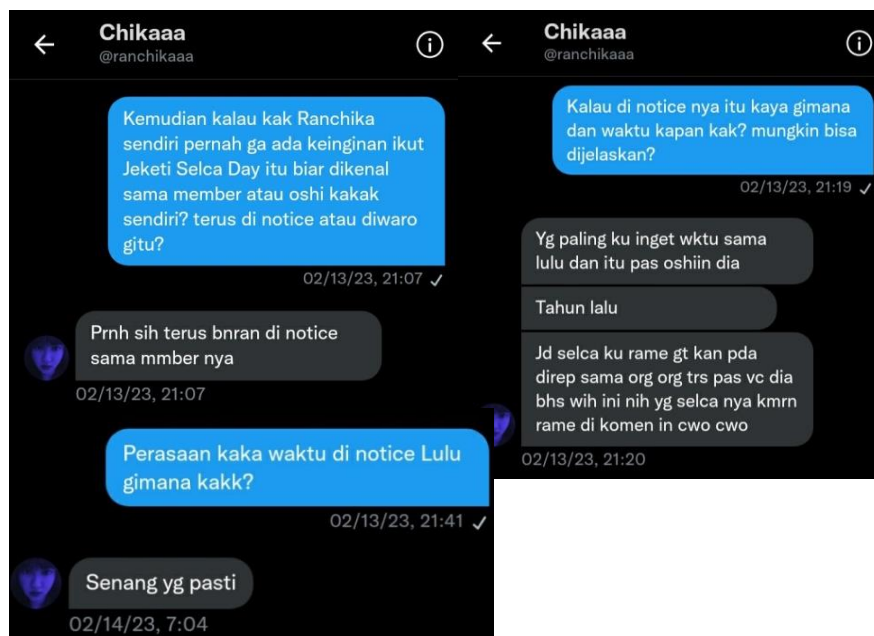 Chikaaa
@ranchikaaa
Kemudian kalau kak Ranchika
sendiri pernah ga ada keinginan ikut
Jeketi Selca Day itu biar dikenal
sama member atau oshi kakak
sendiri? terus di notice atau diwaro
gitu?
02/13/23, 21:07
Prnh sih terus bnran di notice
sama mmber nya
02/13/23, 21:07
Perasaan kaka waktu di notice Lulu
gimana kakk?
02/13/23, 21:41
Senang yg pasti
02/14/23, 7:04
Chikaaa
@ranchikaaa
Kalau di notice nya itu kaya gimana
dan waktu kapan kak? mungkin bisa
dijelaskan?
02/13/23, 21:19
Yg paling ku inget wktu sama
lulu dan itu pas oshiin dia
Tahun lalu
Jd selca ku rame gt kan pda
direp sama org org trs pas vc dia
bhs wih ini nih yg selca nya kmrn
rame di komen in cwo cwo
02/13/23, 21:20